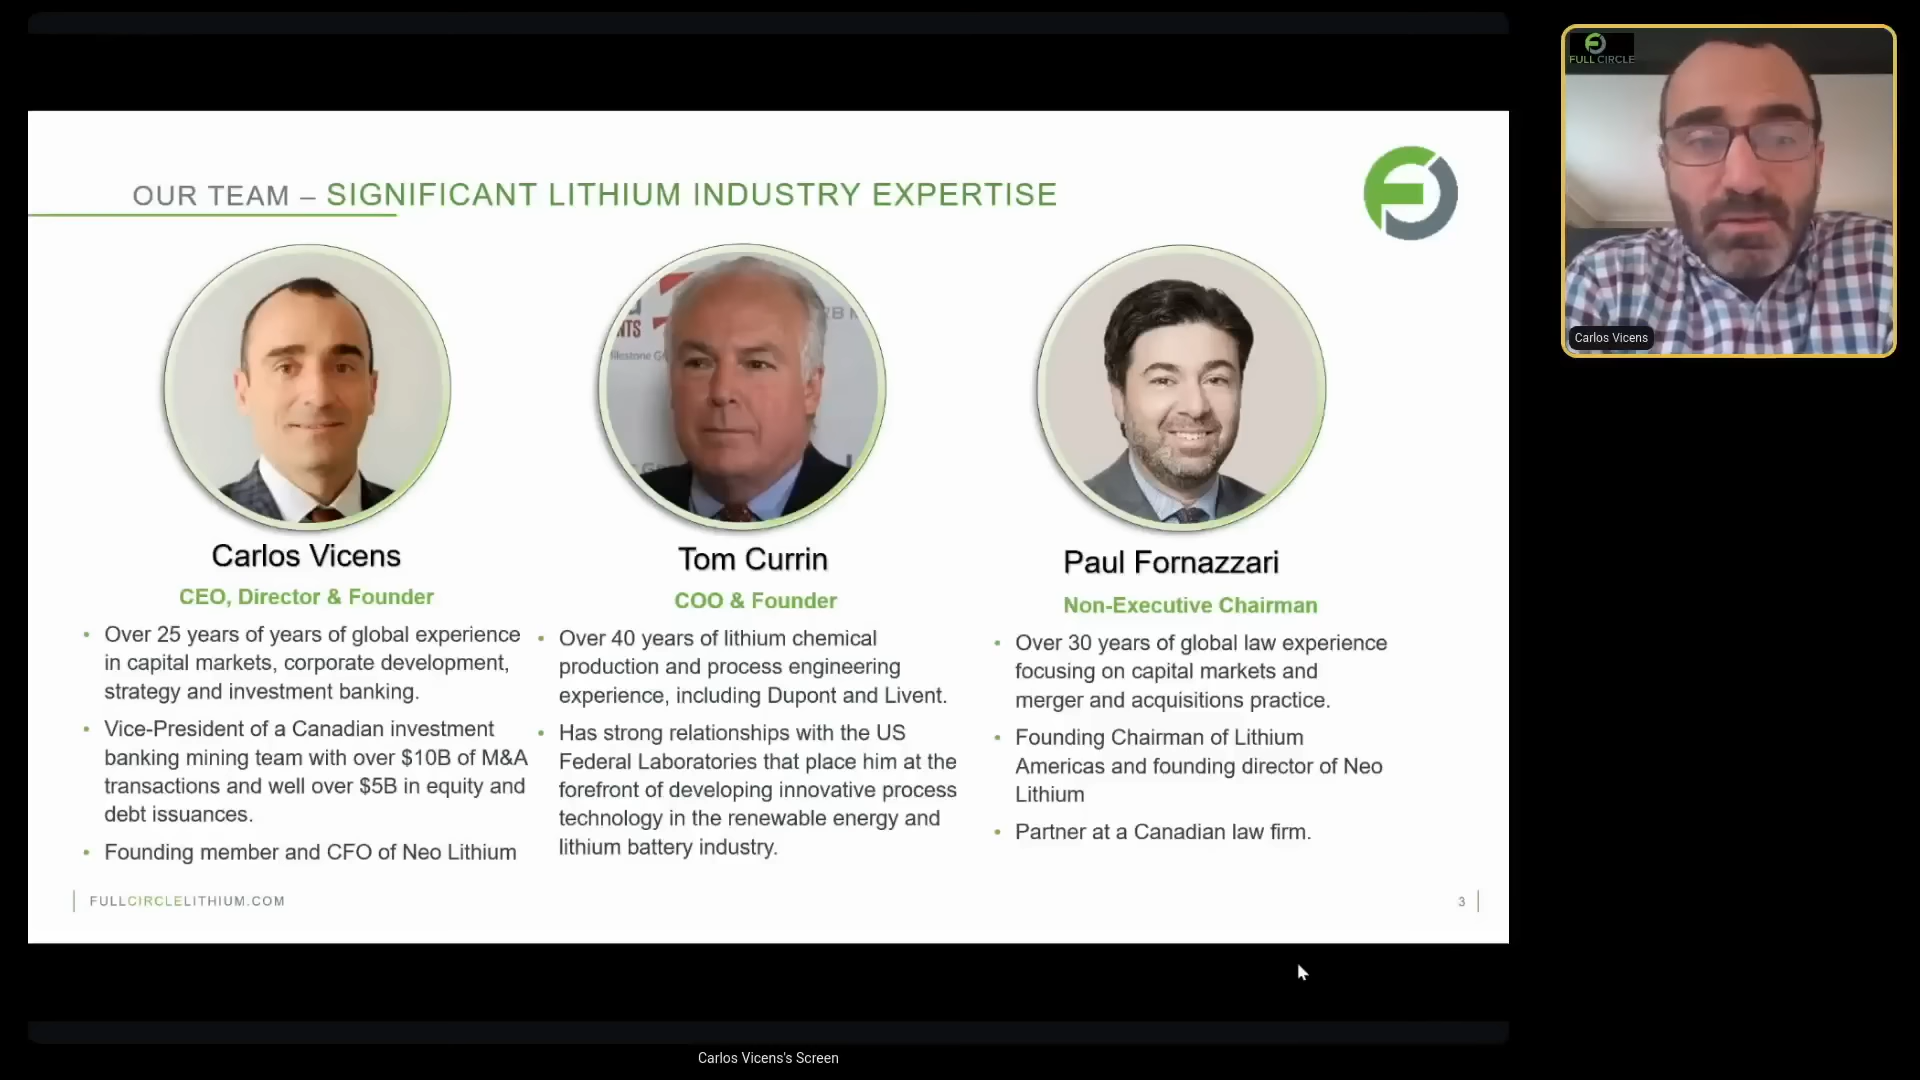 OUR TEAM – SIGNIFICANT LITHIUM INDUSTRY EXPERTISE
Carlos Vicens
CEO, Director & Founder
• Over 25 years of years of global experience
in capital markets, corporate development,
strategy and investment banking.
• Vice-President of a Canadian investment
banking mining team with over $10B of M&A
transactions and well over $5B in equity and
debt issuances.
• Founding member and CFO of Neo Lithium
NTS
Tom Currin
COO & Founder
• Over 40 years of lithium chemical
production and process engineering
experience, including Dupont and Livent.
• Has strong relationships with the US
Federal Laboratories that place him at the
forefront of developing innovative process
technology in the renewable energy and
lithium battery industry.
Paul Fornazzari
Non-Executive Chairman
• Over 30 years of global law experience
focusing on capital markets and
merger and acquisitions practice.
• Founding Chairman of Lithium
Americas and founding director of Neo
Lithium
• Partner at a Canadian law firm.
FULLCIRCLELITHIUM.COM
3
FULL CIRCLE
Carlos Vicens
Carlos Vicens's Screen